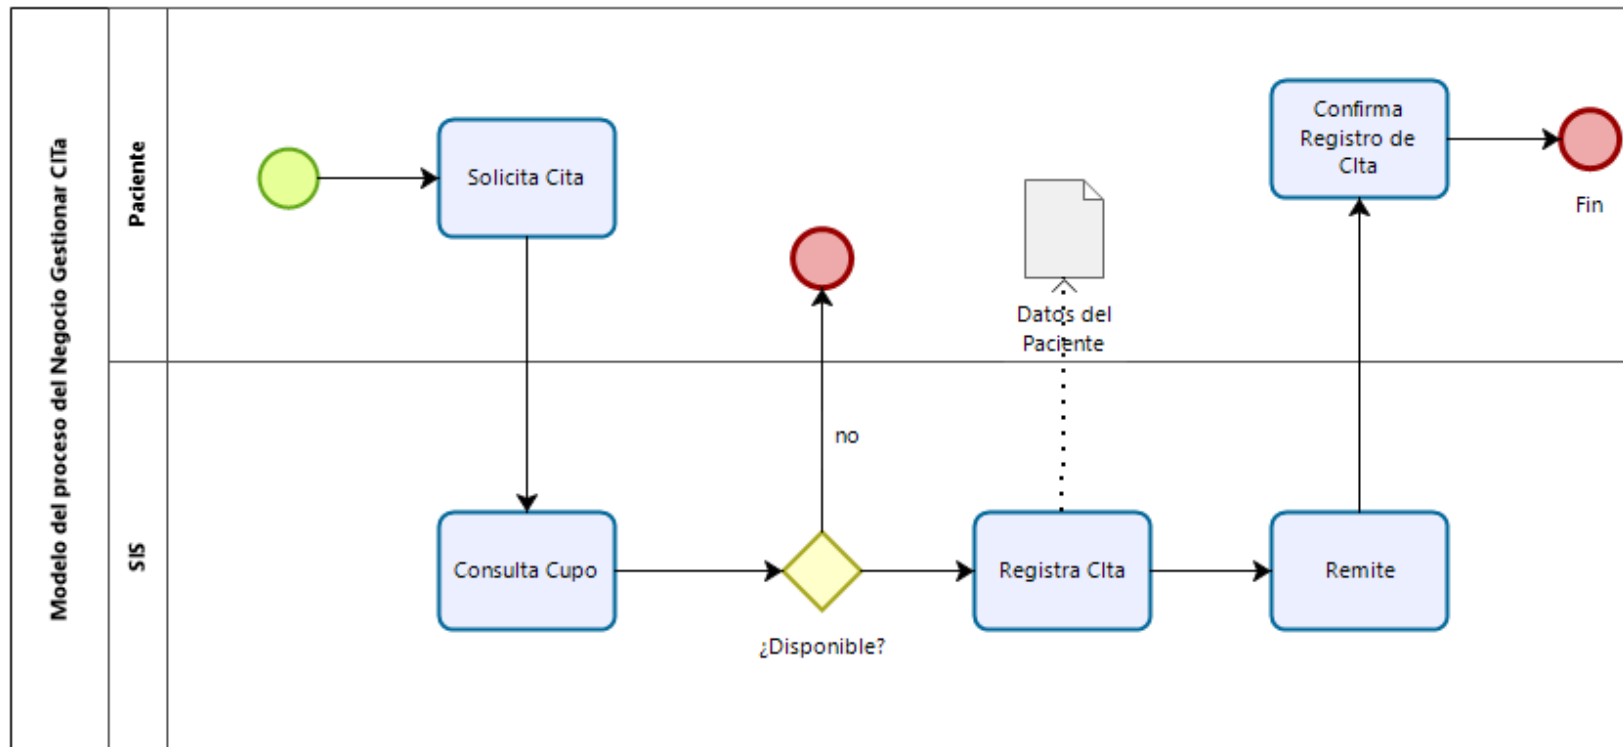 Modelo del proceso del Negocio Gestionar CITa
Paciente
Solicita Cita
Datos del
Paciente
Confirma
Registro de
CIta
Fin
SIS
no
Consulta Cupo
¿Disponible?
Registra CIta
Remite